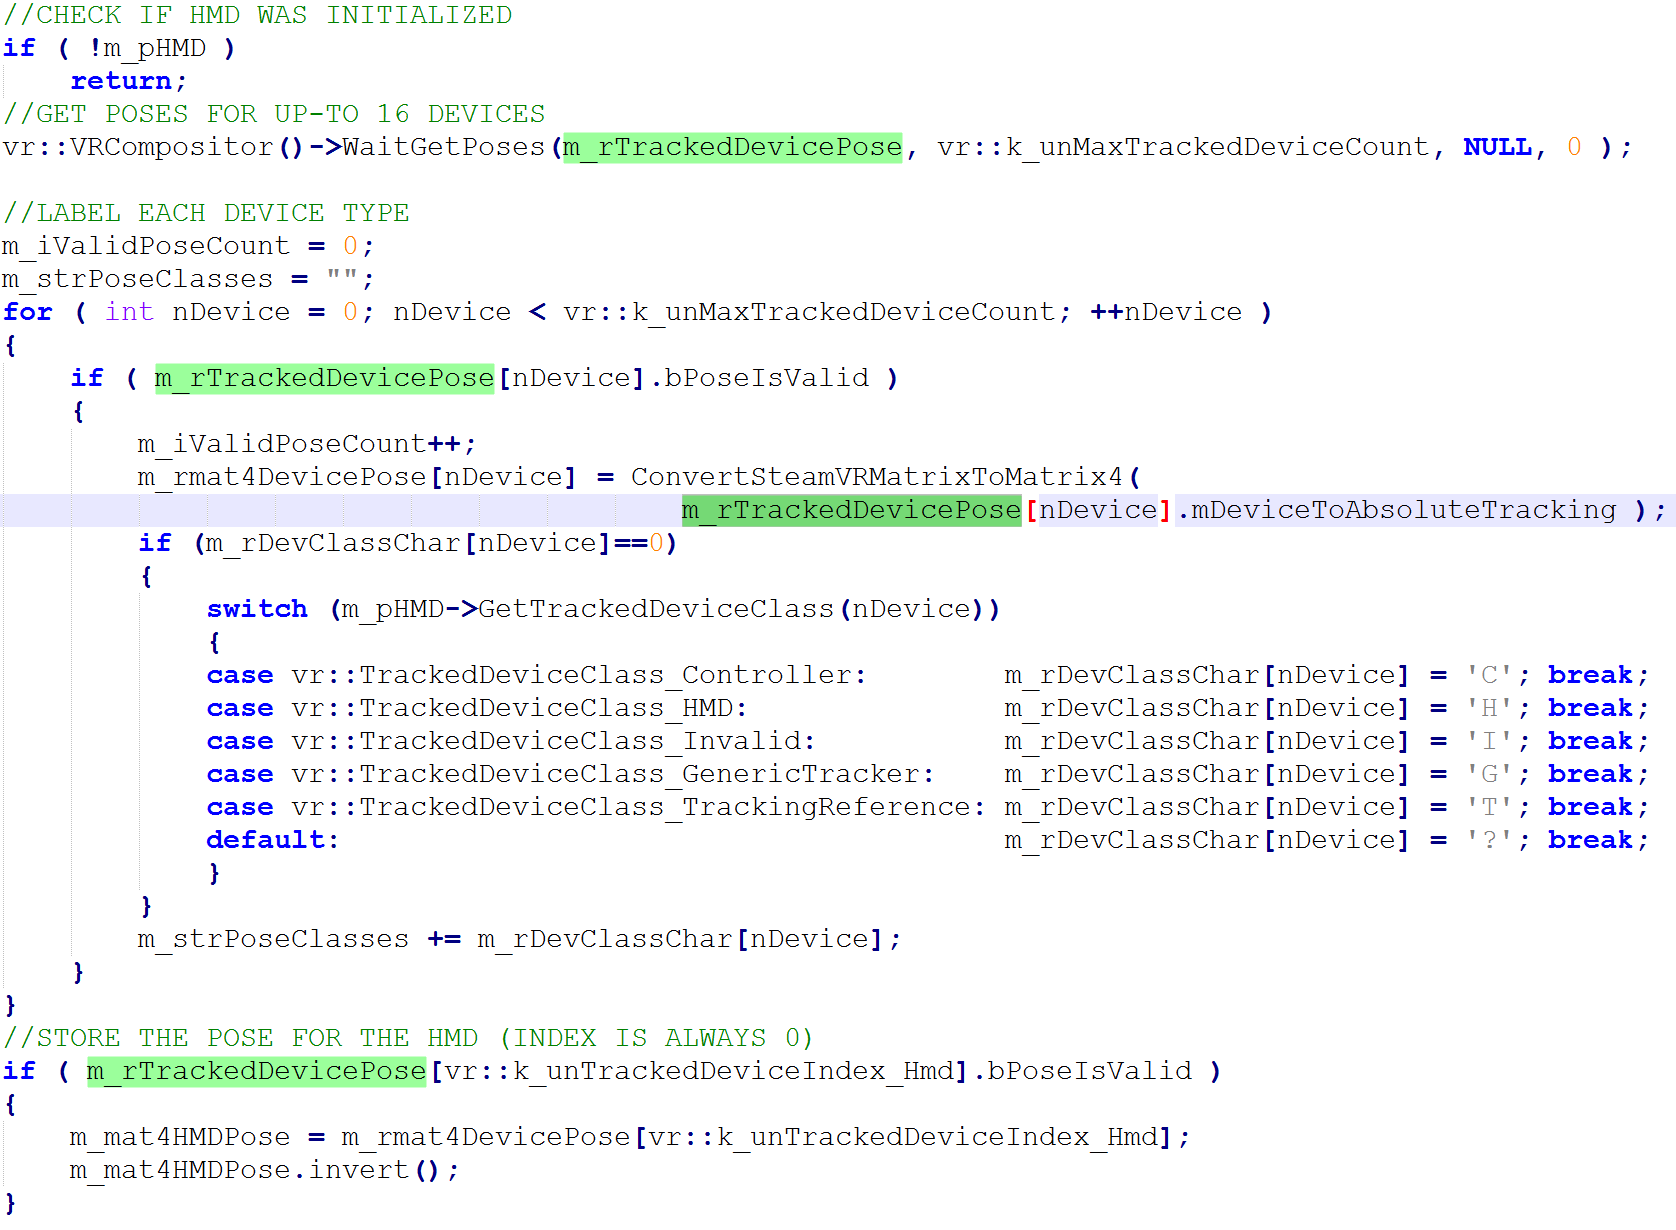 //CHECK IF HMD WAS INITIALIZED
if ( !m_pHMD )
    return;
//GET POSES FOR UP-TO 16 DEVICES
vr::VRCompositor()->WaitGetPoses(m_rTrackedDevicePose, vr::k_unMaxTrackedDeviceCount, NULL, 0 );

//LABEL EACH DEVICE TYPE
m_iValidPoseCount = 0;
m_strPoseClasses = "";
for ( int nDevice = 0; nDevice < vr::k_unMaxTrackedDeviceCount; ++nDevice )
{
    if ( m_rTrackedDevicePose[nDevice].bPoseIsValid )
    {
        m_iValidPoseCount++;
        m_rmat4DevicePose[nDevice] = ConvertSteamVRMatrixToMatrix4(
                                        m_rTrackedDevicePose[nDevice].mDeviceToAbsoluteTracking );
        if (m_rDevClassChar[nDevice]==0)
        {
            switch (m_pHMD->GetTrackedDeviceClass(nDevice))
            {
            case vr::TrackedDeviceClass_Controller:        m_rDevClassChar[nDevice] = 'C'; break;
            case vr::TrackedDeviceClass_HMD:               m_rDevClassChar[nDevice] = 'H'; break;
            case vr::TrackedDeviceClass_Invalid:           m_rDevClassChar[nDevice] = 'I'; break;
            case vr::TrackedDeviceClass_GenericTracker:    m_rDevClassChar[nDevice] = 'G'; break;
            case vr::TrackedDeviceClass_TrackingReference: m_rDevClassChar[nDevice] = 'T'; break;
            default:                                       m_rDevClassChar[nDevice] = '?'; break;
            }
        }
        m_strPoseClasses += m_rDevClassChar[nDevice];
    }
}
//STORE THE POSE FOR THE HMD (INDEX IS ALWAYS 0)
if ( m_rTrackedDevicePose[vr::k_unTrackedDeviceIndex_Hmd].bPoseIsValid )
{
    m_mat4HMDPose = m_rmat4DevicePose[vr::k_unTrackedDeviceIndex_Hmd];
    m_mat4HMDPose.invert();
}